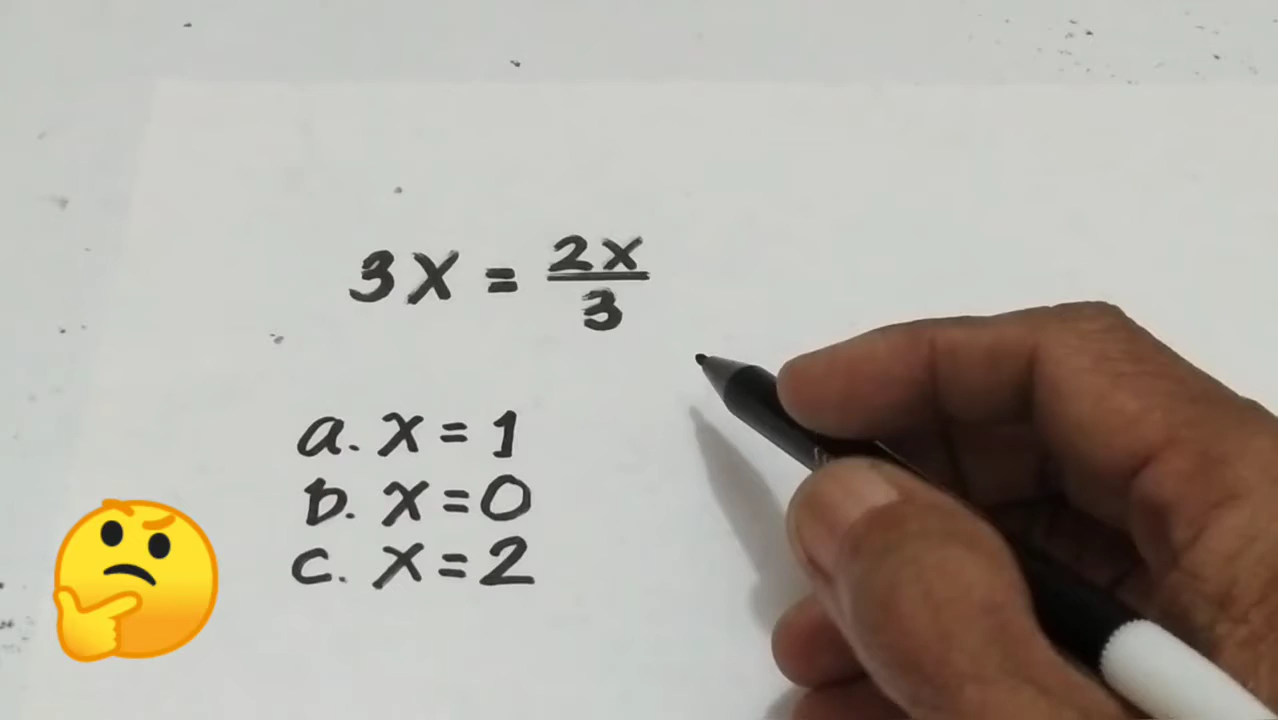 3X = 2X/3
a. X = 1
b. X = 0
c. X = 2